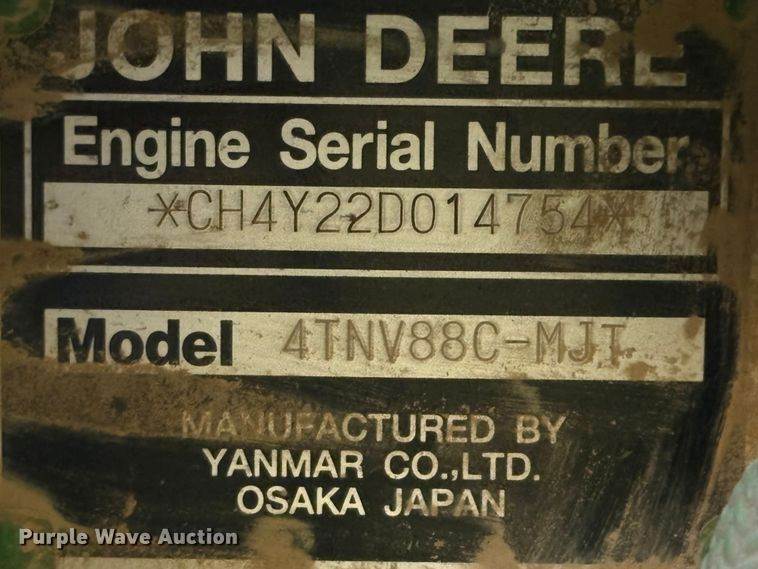 JOHN DEERE
Engine Serial Number
*CH4Y22D014754*
Model 4TNV88C-MJT
MANUFACTURED BY
YANMAR CO.,LTD.
OSAKA JAPAN
Purple Wave Auction